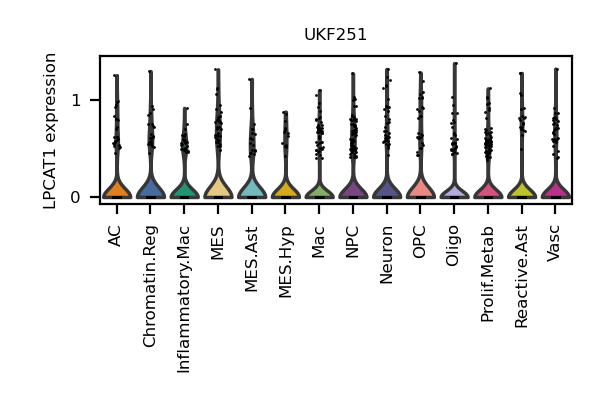 UKF251
LPCAT1 expression
1
0
AC
Chromatin.Reg
Inflammatory.Mac
MES
MES.Ast
MES.Hyp
Mac
NPC
Neuron
OPC
Oligo
Prolif.Metab
Reactive.Ast
Vasc